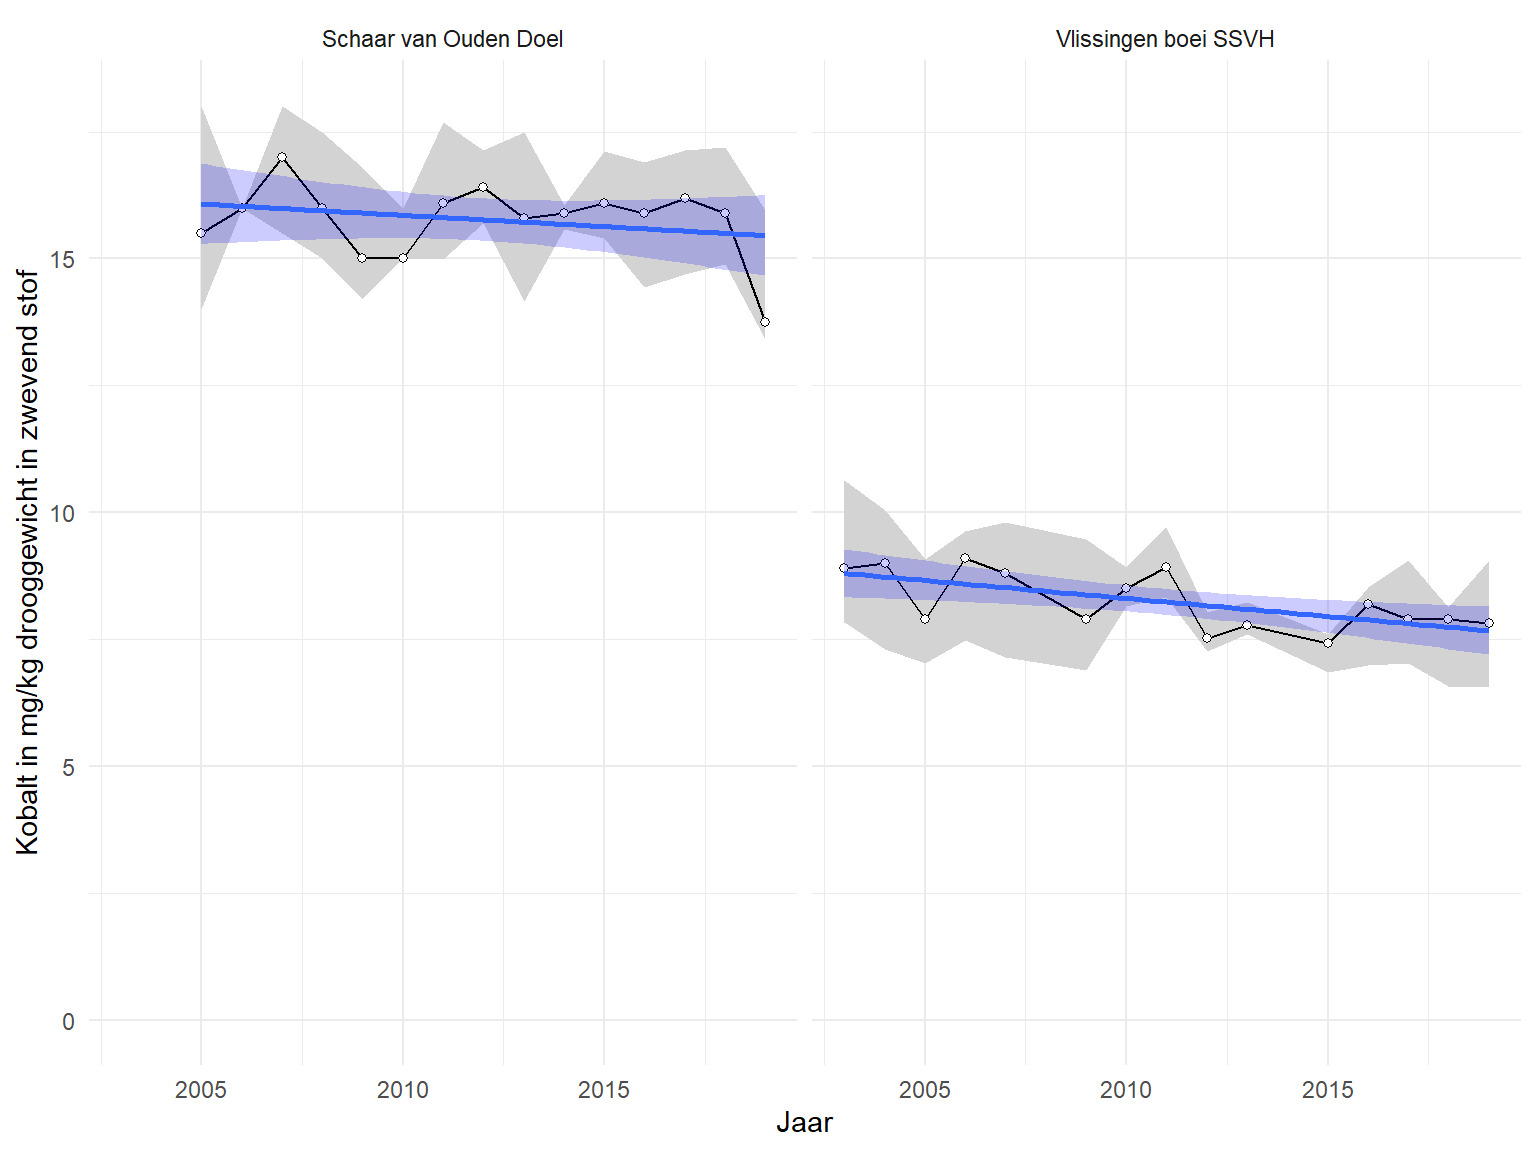 Schaar van Ouden Doel
Vlissingen boei SSVH
Kobalt in mg/kg drooggewicht in zwevend stof
15
10
5
0
2005 2010 2015
2005 2010 2015
Jaar